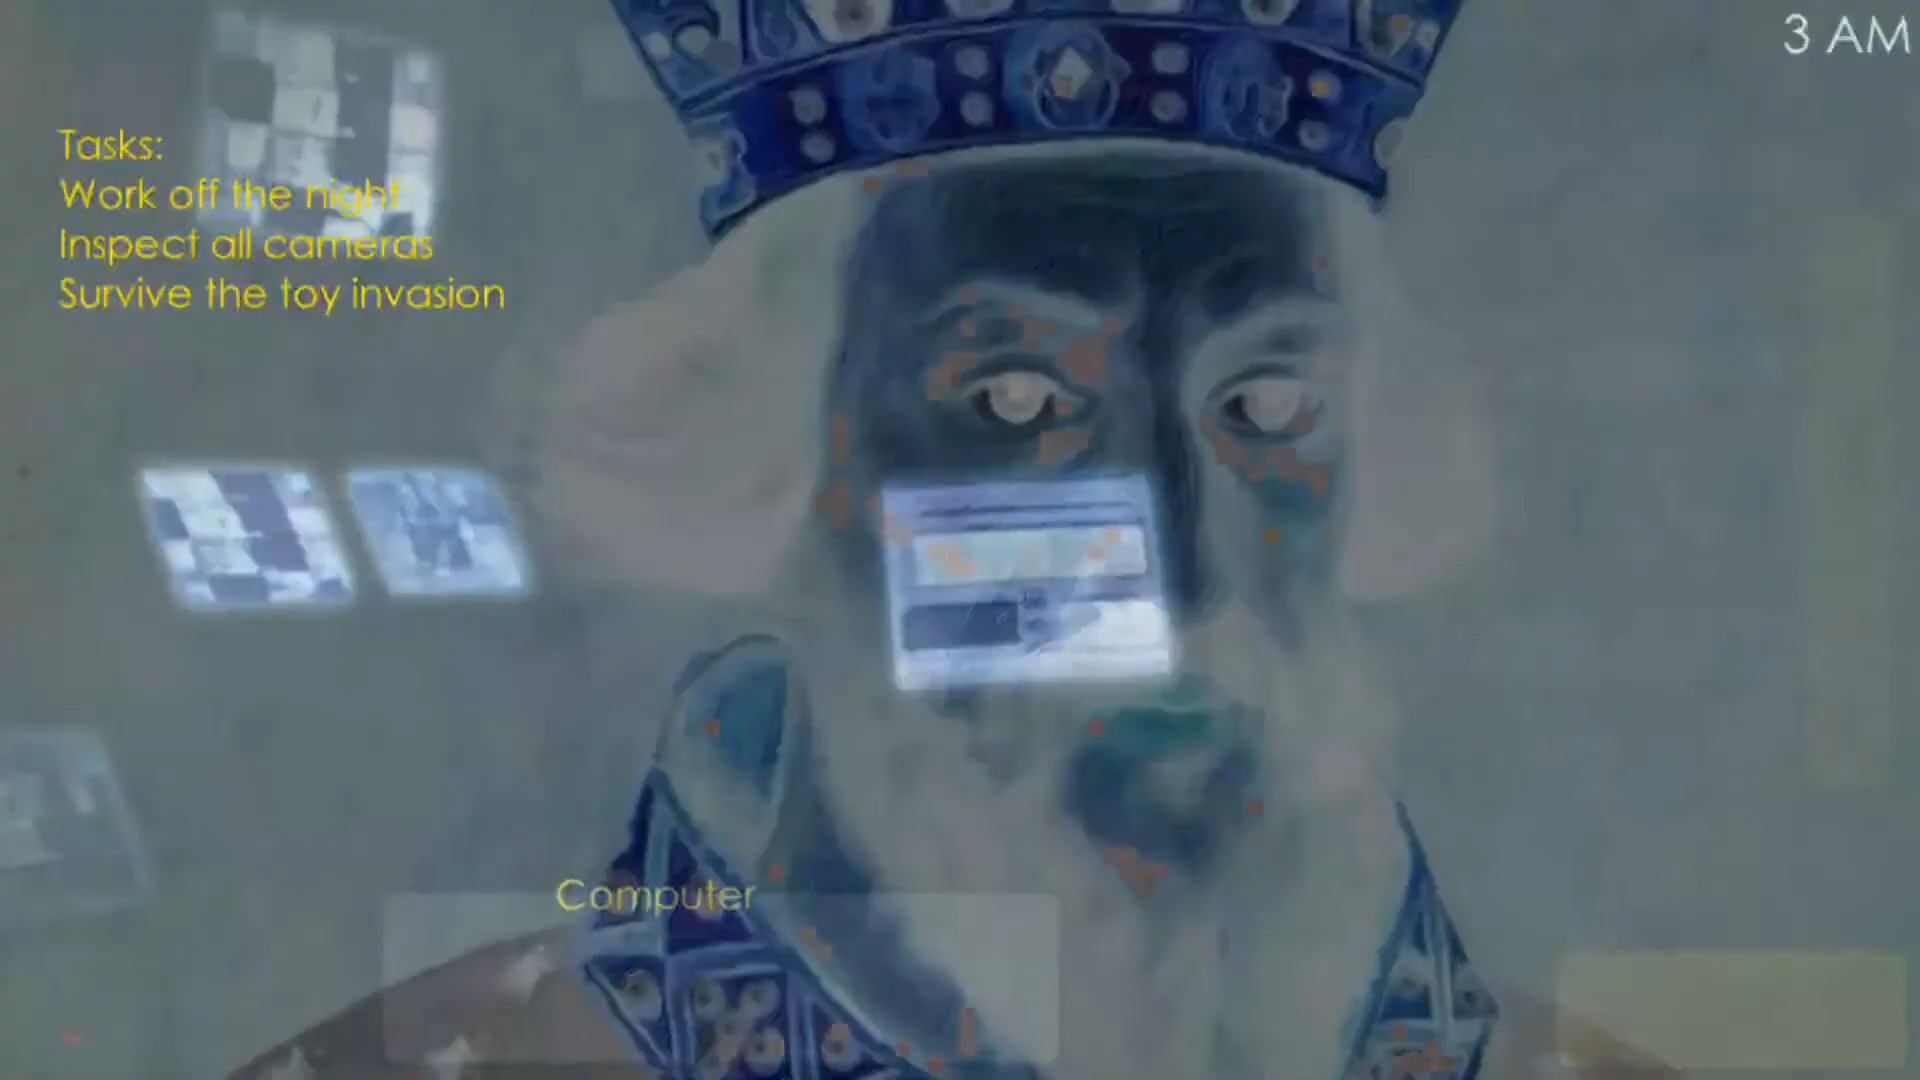 3 AM
Tasks:
Work off the night
Inspect all cameras
Survive the toy invasion
Computer